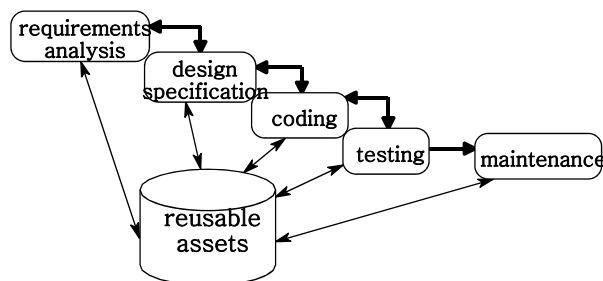 requirements
analysis
design
specification
coding
testing
maintenance
reusable
assets